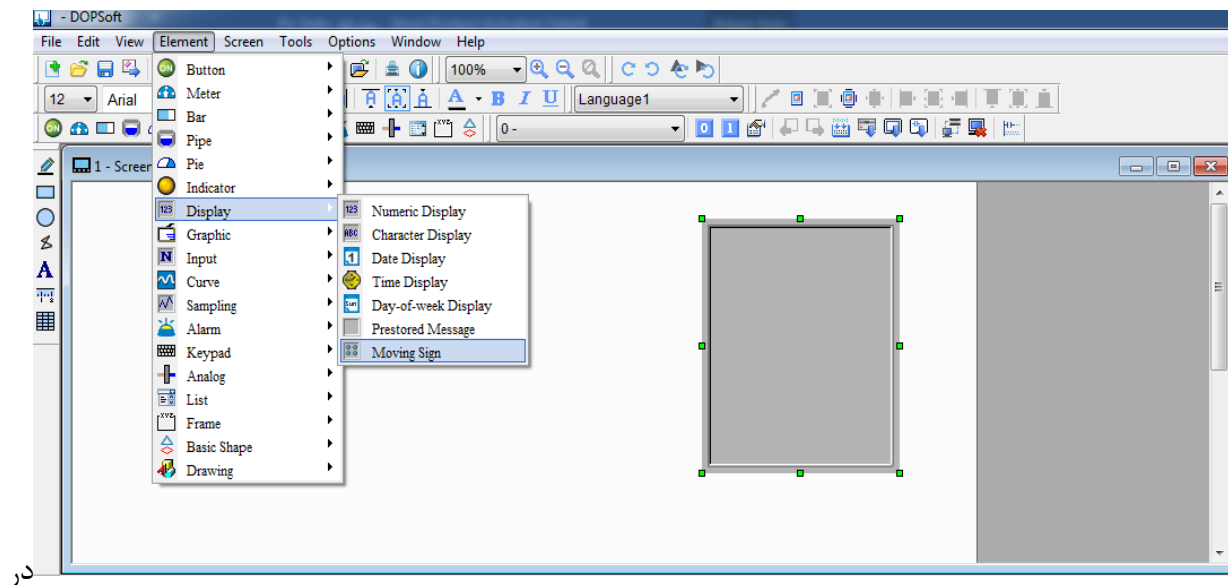 - DOPSoft
File Edit View Element Screen Tools Options Window Help
100%
12 Arial A A A A B I U Language1
0 -
0 1
1 - Screen
Button
Meter
Bar
Pipe
Pie
Indicator
Display
Graphic
Input
Curve
Sampling
Alarm
Keypad
Analog
List
Frame
Basic Shape
Drawing
Numeric Display
Character Display
Date Display
Time Display
Day-of-week Display
Prestored Message
Moving Sign
در